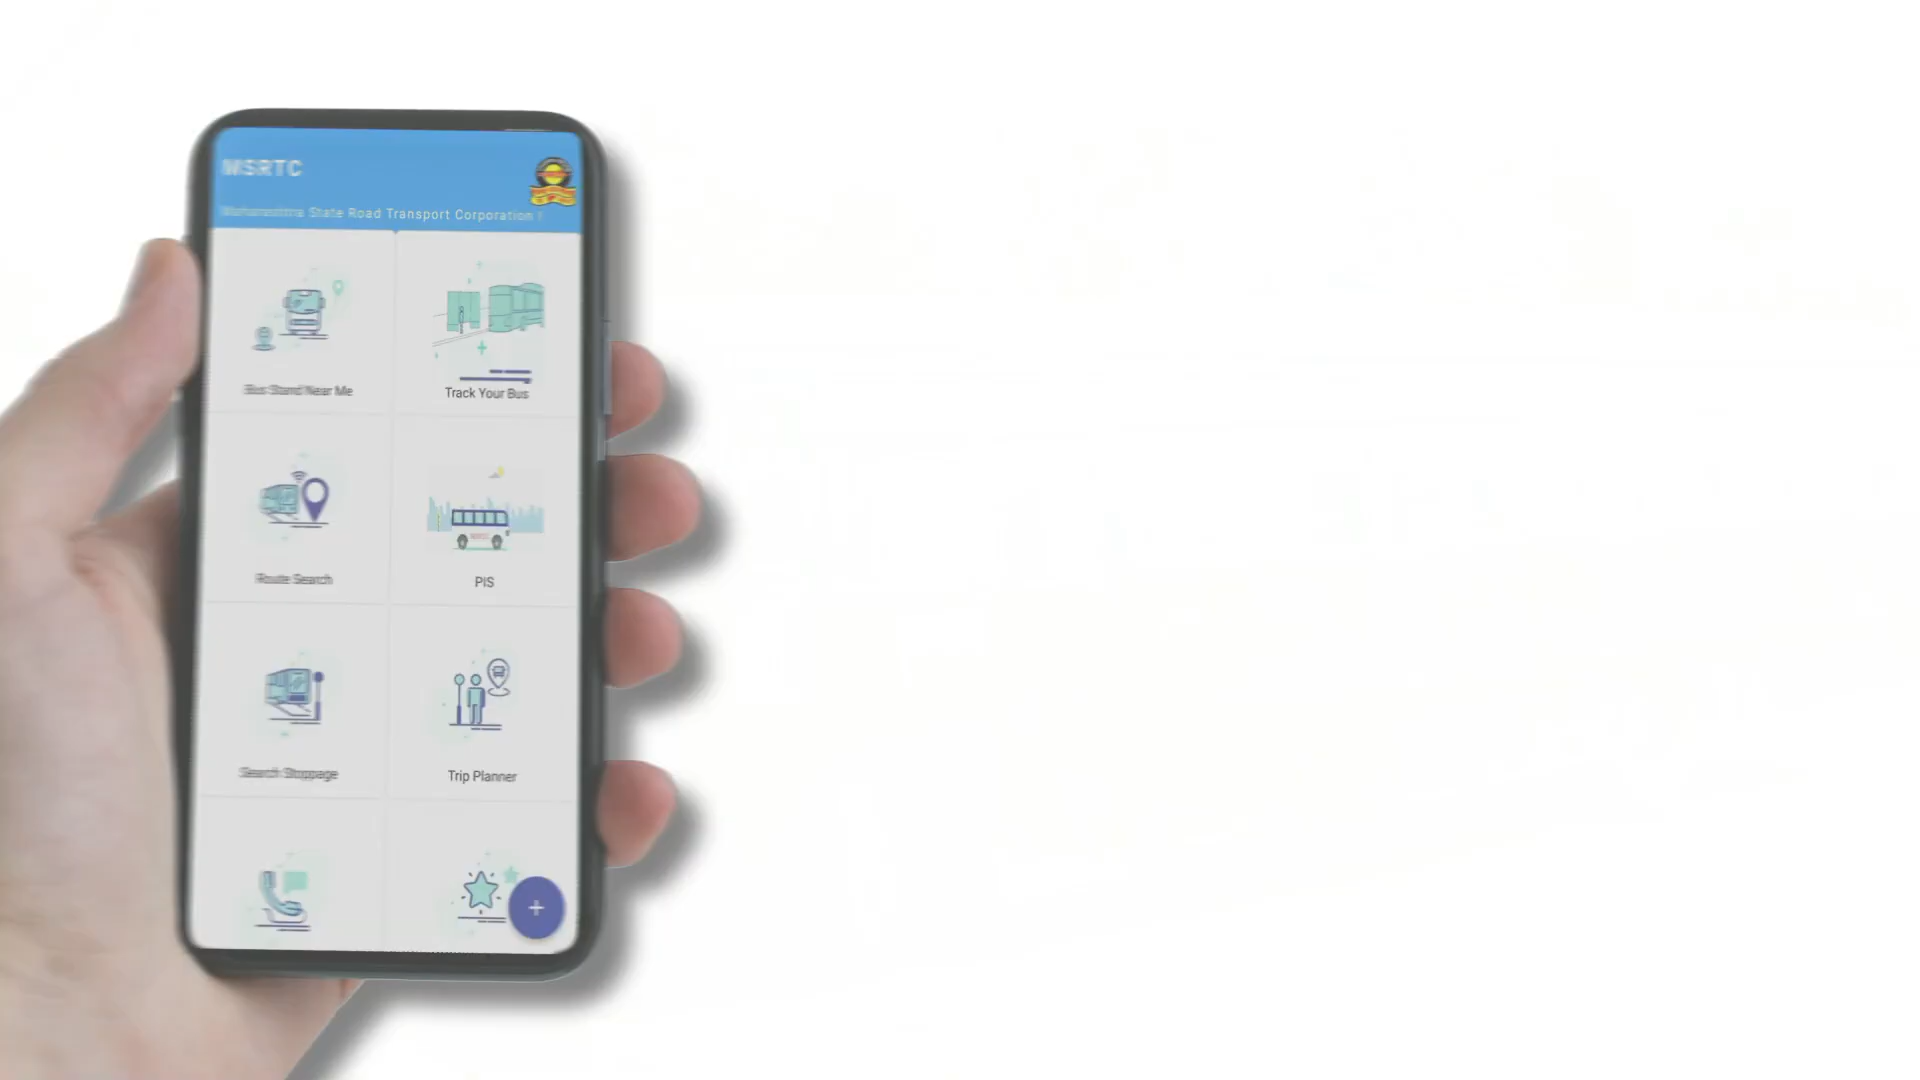 MSRTC
Maharashtra State Road Transport Corporation
Bus Stand Near Me
Track Your Bus
Route Search
PIS
Search Stoppage
Trip Planner